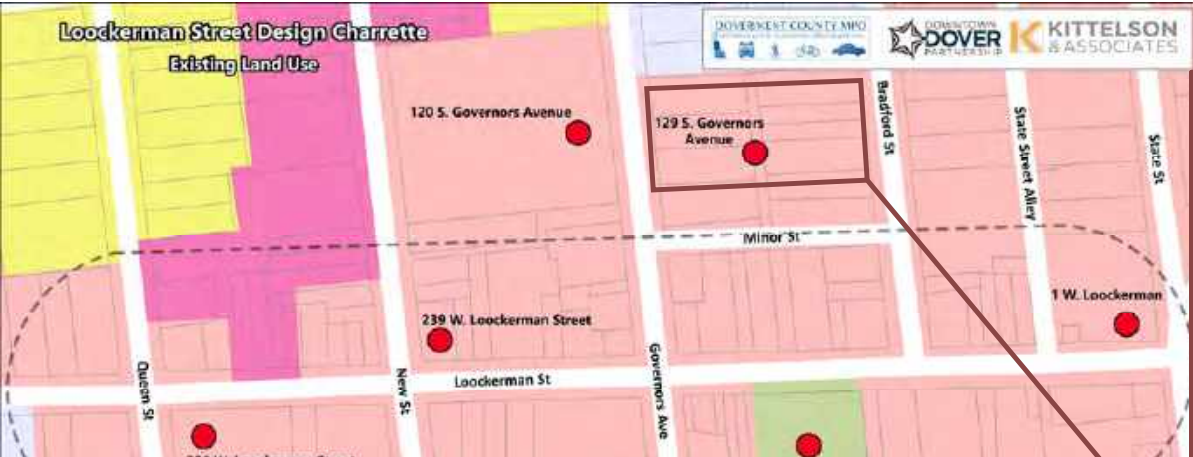 Loockerman Street Design Charrette
Existing Land Use
DOVER/KENT COUNTY MPO
DOWNTOWN
DOVER
PARTNERSHIP
KITTELSON
& ASSOCIATES
120 S. Governors Avenue
129 S. Governors
Avenue
Bradford St
State Street Alley
State St
Minor St
1 W. Loockerman
239 W. Loockerman Street
Queen St
New St
Loockerman St
Governors Ave